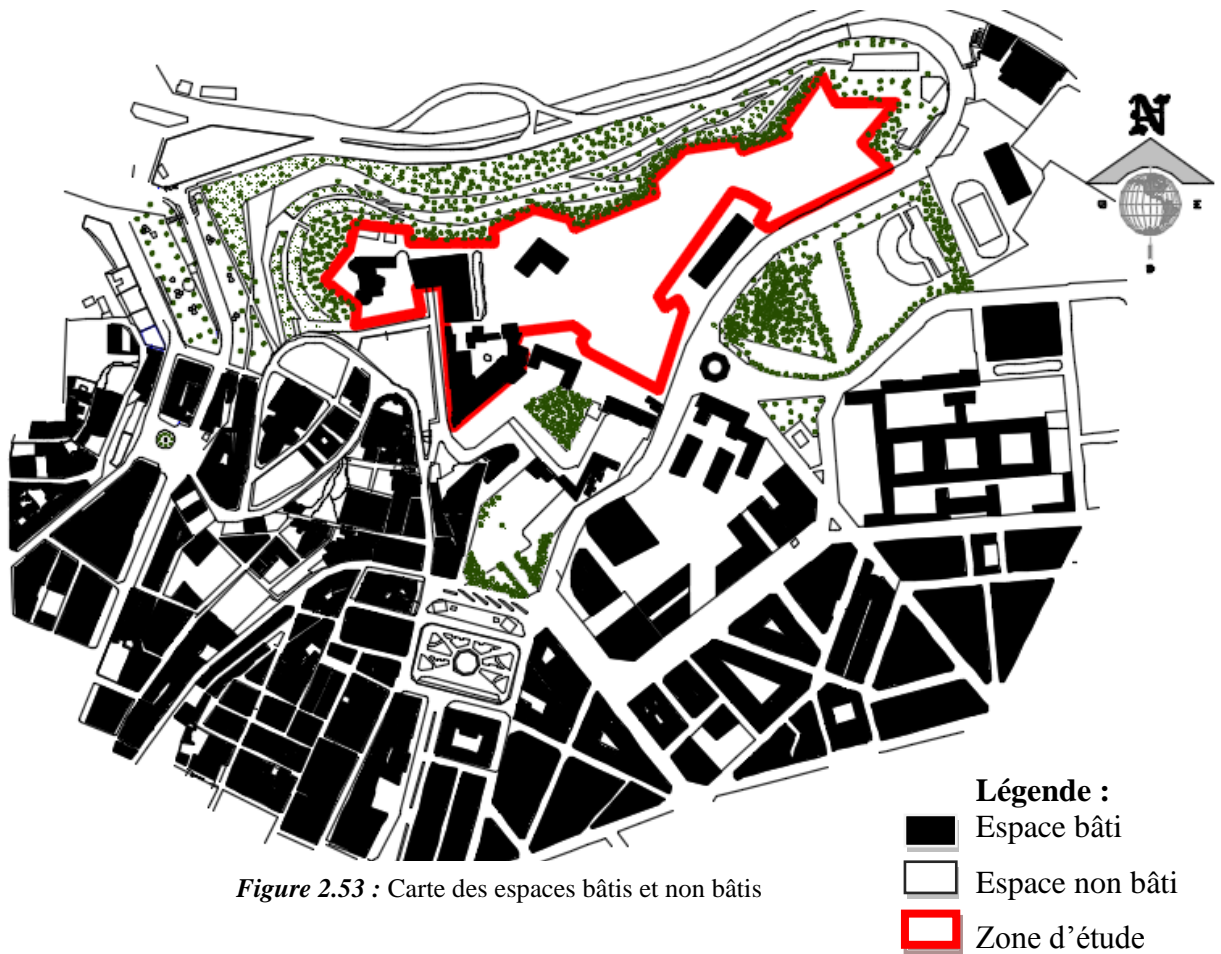 N
E
Légende :
Espace bâti
Espace non bâti
Zone d'étude
Figure 2.53 : Carte des espaces bâtis et non bâtis